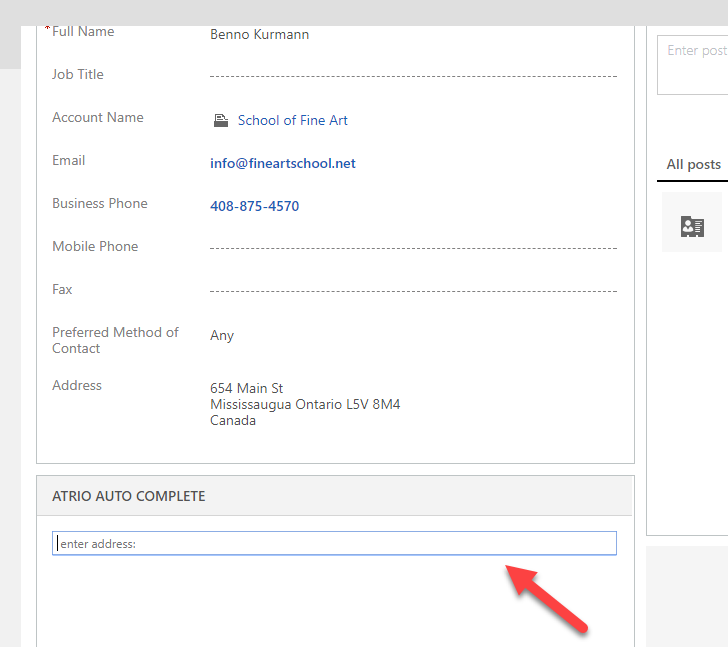 * Full Name
Benno Kurmann
Job Title
Account Name
School of Fine Art
Email
info@fineartschool.net
Business Phone
408-875-4570
Mobile Phone
Fax
Preferred Method of
Contact
Any
Address
654 Main St
Mississaugua Ontario L5V 8M4
Canada
ATRIO AUTO COMPLETE
enter address:
Enter post
All posts